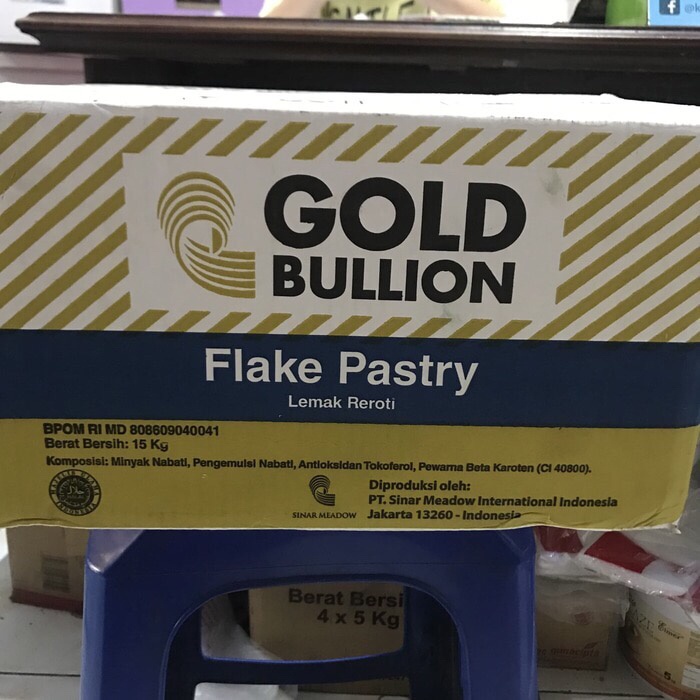 GOLD
BULLION
Flake Pastry
Lemak Reroti
BPOM RI MD 808609040041
Berat Bersih: 15 Kg
Komposisi: Minyak Nabati, Pengemulsi Nabati, Antioksidan Tokoferol, Pewarna Beta Karoten (CI 40800).
SINAR MEADOW
Diproduksi oleh:
PT. Sinar Meadow International Indonesia
Jakarta 13260 - Indonesia
Berat Bersi
4 x 5 Kg